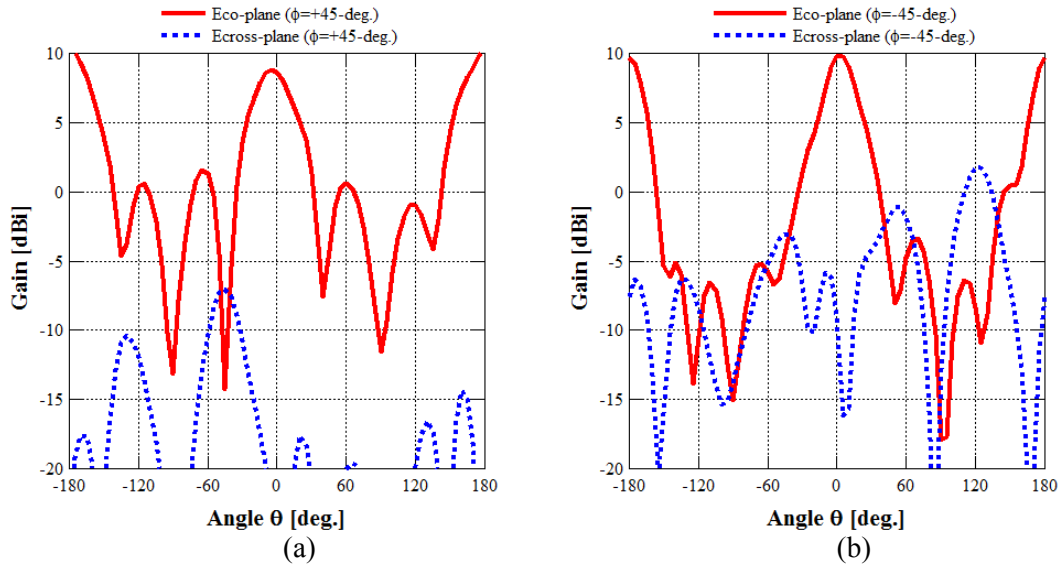 Eco-plane (ϕ=+45-deg.)
Ecross-plane (ϕ=+45-deg.)
10
5
0
-5
-10
-15
-20
Gain [dBi]
-180 -120 -60 0 60 120 180
Angle θ [deg.]
(a)
Eco-plane (ϕ=-45-deg.)
Ecross-plane (ϕ=-45-deg.)
10
5
0
-5
-10
-15
-20
Gain [dBi]
-180 -120 -60 0 60 120 180
Angle θ [deg.]
(b)